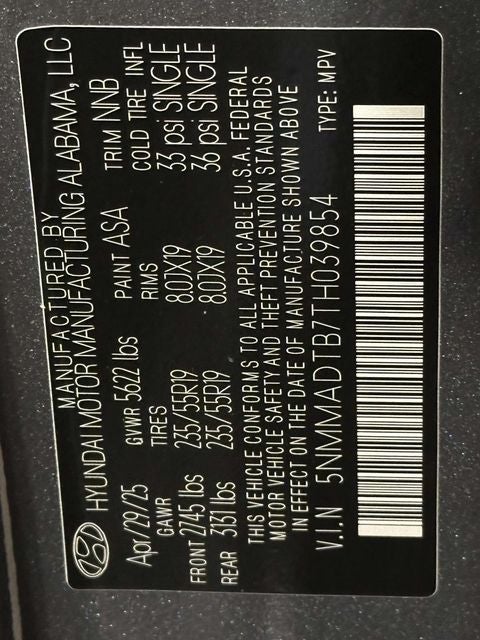 MANUFACTURED BY
HYUNDAI MOTOR MANUFACTURING ALABAMA, LLC
Apr/29/25 GVWR 5622 lbs PAINT ASA TRIM NNB
GAWR TIRES RIMS COLD TIRE INFL
FRONT 2745 lbs 235/55R19 8.0JX19 33 psi SINGLE
REAR 3131 lbs 235/55R19 8.0JX19 36 psi SINGLE
THIS VEHICLE CONFORMS TO ALL APPLICABLE U.S.A. FEDERAL
MOTOR VEHICLE SAFETY AND THEFT PREVENTION STANDARDS
IN EFFECT ON THE DATE OF MANUFACTURE SHOWN ABOVE
V.I.N 5NMMADTB7TH039854 TYPE: MPV